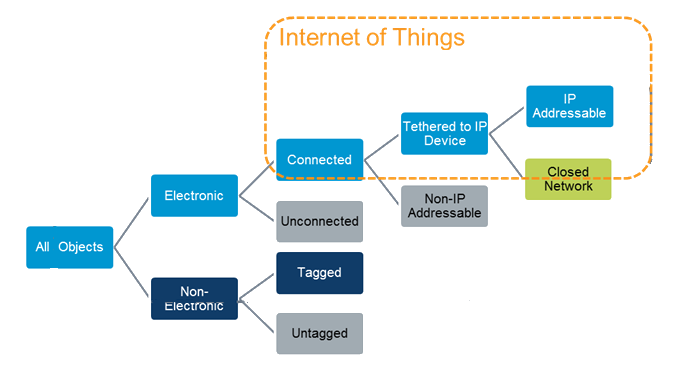 Internet of Things
IP
Addressable
Tethered to IP
Device
Connected
Closed
Network
Electronic
Non-IP
Addressable
Unconnected
All Objects
Tagged
Non-
Electronic
Untagged